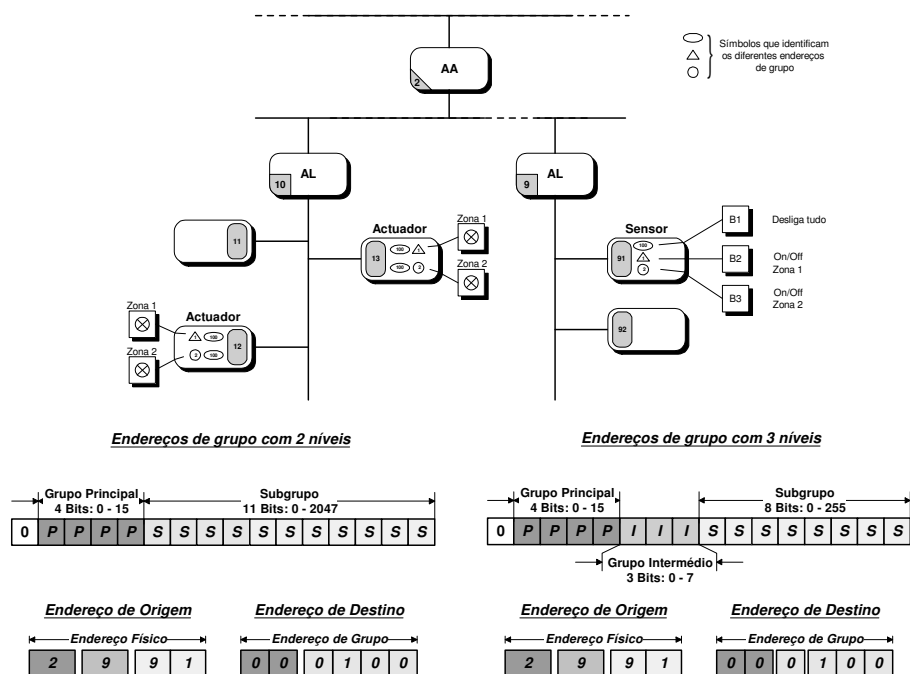 AA
2
Símbolos que identificam
os diferentes endereços
de grupo
AL
10
AL
9
11
Actuador
13
100 1
100 2
Zona 1
Zona 2
Zona 1
Zona 2
Actuador
1 100
2 100
12
Sensor
91
100
1
2
B1 Desliga tudo
B2 On/Off
Zona 1
B3 On/Off
Zona 2
92
Endereços de grupo com 2 níveis
Grupo Principal
4 Bits: 0 - 15
Subgrupo
11 Bits: 0 - 2047
0 P P P P S S S S S S S S S S S
Endereço de Origem
Endereço Físico
2 9 9 1
Endereço de Destino
Endereço de Grupo
0 0 0 1 0 0
Endereços de grupo com 3 níveis
Grupo Principal
4 Bits: 0 - 15
Subgrupo
8 Bits: 0 - 255
0 P P P P I I I S S S S S S S S
Grupo Intermédio
3 Bits: 0 - 7
Endereço de Origem
Endereço Físico
2 9 9 1
Endereço de Destino
Endereço de Grupo
0 0 0 1 0 0